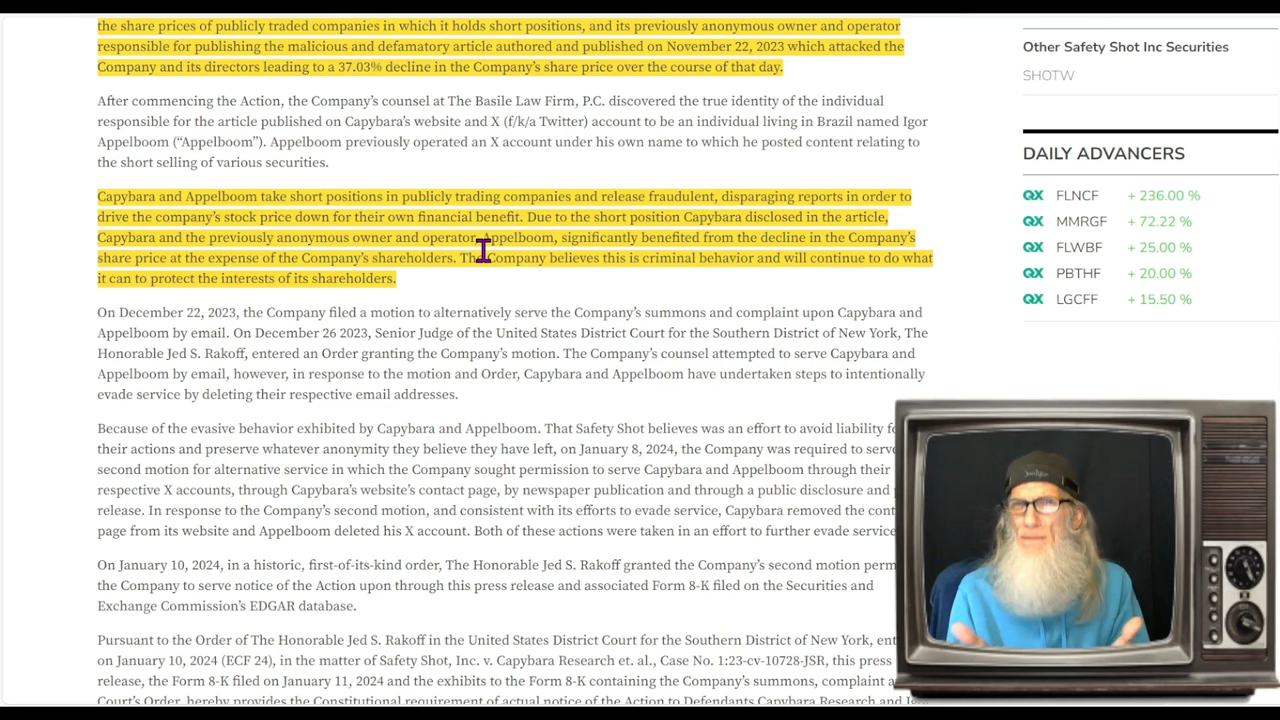 the share prices of publicly traded companies in which it holds short positions, and its previously anonymous owner and operator
responsible for publishing the malicious and defamatory article authored and published on November 22, 2023 which attacked the
Company and its directors leading to a 37.03% decline in the Company’s share price over the course of that day.
After commencing the Action, the Company’s counsel at The Basile Law Firm, P.C. discovered the true identity of the individual
responsible for the article published on Capybara’s website and X (f/k/a Twitter) account to be an individual living in Brazil named Igor
Appelboom (“Appelboom”). Appelboom previously operated an X account under his own name to which he posted content relating to
the short selling of various securities.
Capybara and Appelboom take short positions in publicly trading companies and release fraudulent, disparaging reports in order to
drive the company’s stock price down for their own financial benefit. Due to the short position Capybara disclosed in the article,
Capybara and the previously anonymous owner and operator, Appelboom, significantly benefited from the decline in the Company’s
share price at the expense of the Company’s shareholders. The Company believes this is criminal behavior and will continue to do what
it can to protect the interests of its shareholders.
On December 22, 2023, the Company filed a motion to alternatively serve the Company’s summons and complaint upon Capybara and
Appelboom by email. On December 26 2023, Senior Judge of the United States District Court for the Southern District of New York, The
Honorable Jed S. Rakoff, entered an Order granting the Company’s motion. The Company’s counsel attempted to serve Capybara and
Appelboom by email, however, in response to the motion and Order, Capybara and Appelboom have undertaken steps to intentionally
evade service by deleting their respective email addresses.
Because of the evasive behavior exhibited by Capybara and Appelboom. That Safety Shot believes was an effort to avoid liability
their actions and preserve whatever anonymity they believe they have left, on January 8, 2024, the Company was required to serve
second motion for alternative service in which the Company sought permission to serve Capybara and Appelboom through their
respective X accounts, through Capybara’s website’s contact page, by newspaper publication and through a public disclosure and
release. In response to the Company’s second motion, and consistent with its efforts to evade service, Capybara removed the
page from its website and Appelboom deleted his X account. Both of these actions were taken in an effort to further evade service
On January 10, 2024, in a historic, first-of-its-kind order, The Honorable Jed S. Rakoff granted the Company’s second motion
the Company to serve notice of the Action upon through this press release and associated Form 8-K filed on the Securities and
Exchange Commission’s EDGAR database.
Pursuant to the Order of The Honorable Jed S. Rakoff in the United States District Court for the Southern District of New York,
on January 10, 2024 (ECF 24), in the matter of Safety Shot, Inc. v. Capybara Research et. al., Case No. 1:23-cv-10728-JSR, this press
release, the Form 8-K filed on January 11, 2024 and the exhibits to the Form 8-K containing the Company’s summons, complaint
Court’s Order, hereby provides the Constitutional requirement of actual notice of the Action to Defendants Capybara Research and
Other Safety Shot Inc Securities
SHOTW
DAILY ADVANCERS
QX FLNCF + 236.00 %
QX MMRGF + 72.22 %
QX FLWBF + 25.00 %
QX PBTHF + 20.00 %
QX LGCFF + 15.50 %